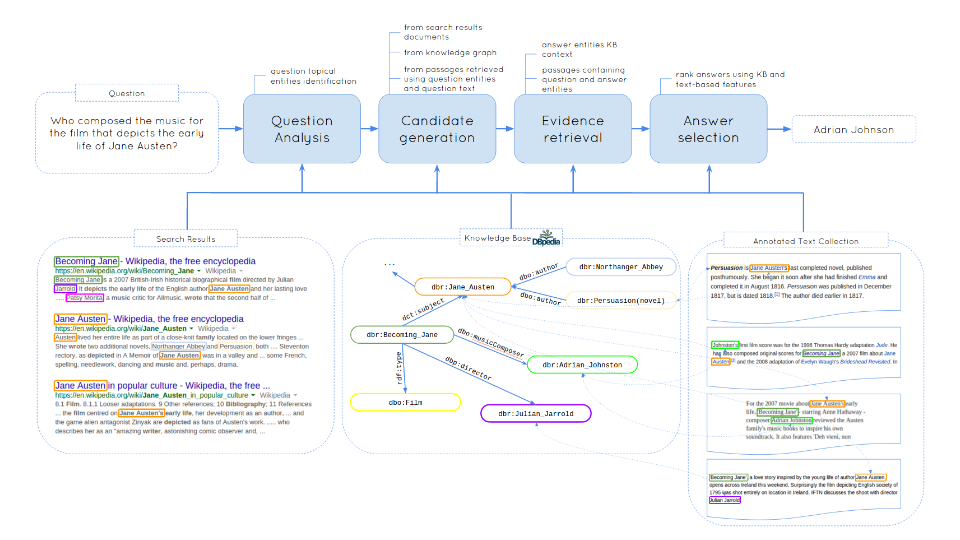 Question
Who composed the music for
the film that depicts the early
life of Jane Austen?
question topical
entities identification
Question
Analysis
from search results
documents
from knowledge graph
from passages retrieved
using question entities
and question text
Candidate
generation
answer entities KB
context
passages containing
question and answer
entities
Evidence
retrieval
rank answers using KB and
text-based features
Answer
selection
Adrian Johnson
Search Results
Becoming Jane - Wikipedia, the free encyclopedia
https://en.wikipedia.org/wiki/Becoming_Jane ▾ Wikipedia ▾
Becoming Jane is a 2007 British-Irish historical biographical film directed by Julian
Jarrold. It depicts the early life of the English author Jane Austen and her lasting love
.... Patsy Morita, a music critic for Allmusic, wrote that the second half of ...
Jane Austen - Wikipedia, the free encyclopedia
https://en.wikipedia.org/wiki/Jane_Austen ▾ Wikipedia ▾
Austen lived her entire life as part of a close-knit family located on the lower fringes ...
She wrote two additional novels, Northanger Abbey and Persuasion, both .... Steventon
rectory, as depicted in A Memoir of Jane Austen, was in a valley and ... some French,
spelling, needlework, dancing and music and, perhaps, drama.
Jane Austen in popular culture - Wikipedia, the free ...
https://en.wikipedia.org/wiki/Jane_Austen_in_popular_culture ▾ Wikipedia ▾
8.1 Film. 8.1.1 Looser adaptations. 9 Other references; 10 Bibliography; 11 References
... the film centred on Jane Austen's early life, her development as an author, ... and
the game alien antagonist Zinyak are depicted as fans of Austen's work. ..... who
describes her as an "amazing writer, astonishing comic observer and, ...
Knowledge Base
DBpedia
...
dbr:Jane_Austen
dbo:author
dbr:Northanger_Abbey
dbo:author
dbr:Persuasion(novel)
dct:subject
dbr:Becoming_Jane
dbo:musicComposer
dbr:Adrian_Johnston
rdf:type
dbp:director
dbo:Film
dbr:Julian_Jarrold
Annotated Text Collection
Persuasion is Jane Austen's last completed novel, published
posthumously. She began it soon after she had finished Emma and
completed it in August 1816. Persuasion was published in December
1817, but is dated 1818.[1] The author died earlier in 1817.
Johnston's first film score was for the 1996 Thomas Hardy adaptation Jude. He
has also composed original scores for Becoming Jane, a 2007 film about Jane
Austen and the 2008 adaptation of Evelyn Waugh's Brideshead Revisited. In
For the 2007 movie about Jane Austen's early
life, 'Becoming Jane' - starring Anne Hathaway -
composer Adrian Johnston reviewed the Austen
family's music books to inspire his own
soundtrack. It also features 'Deh vieni, non
'Becoming Jane' a love story inspired by the young life of author Jane Austen,
opens across Ireland this weekend. Surprisingly the film depicting English society of
1795 was shot entirely on location in Ireland. IFTN discusses the shoot with director
Julian Jarrold